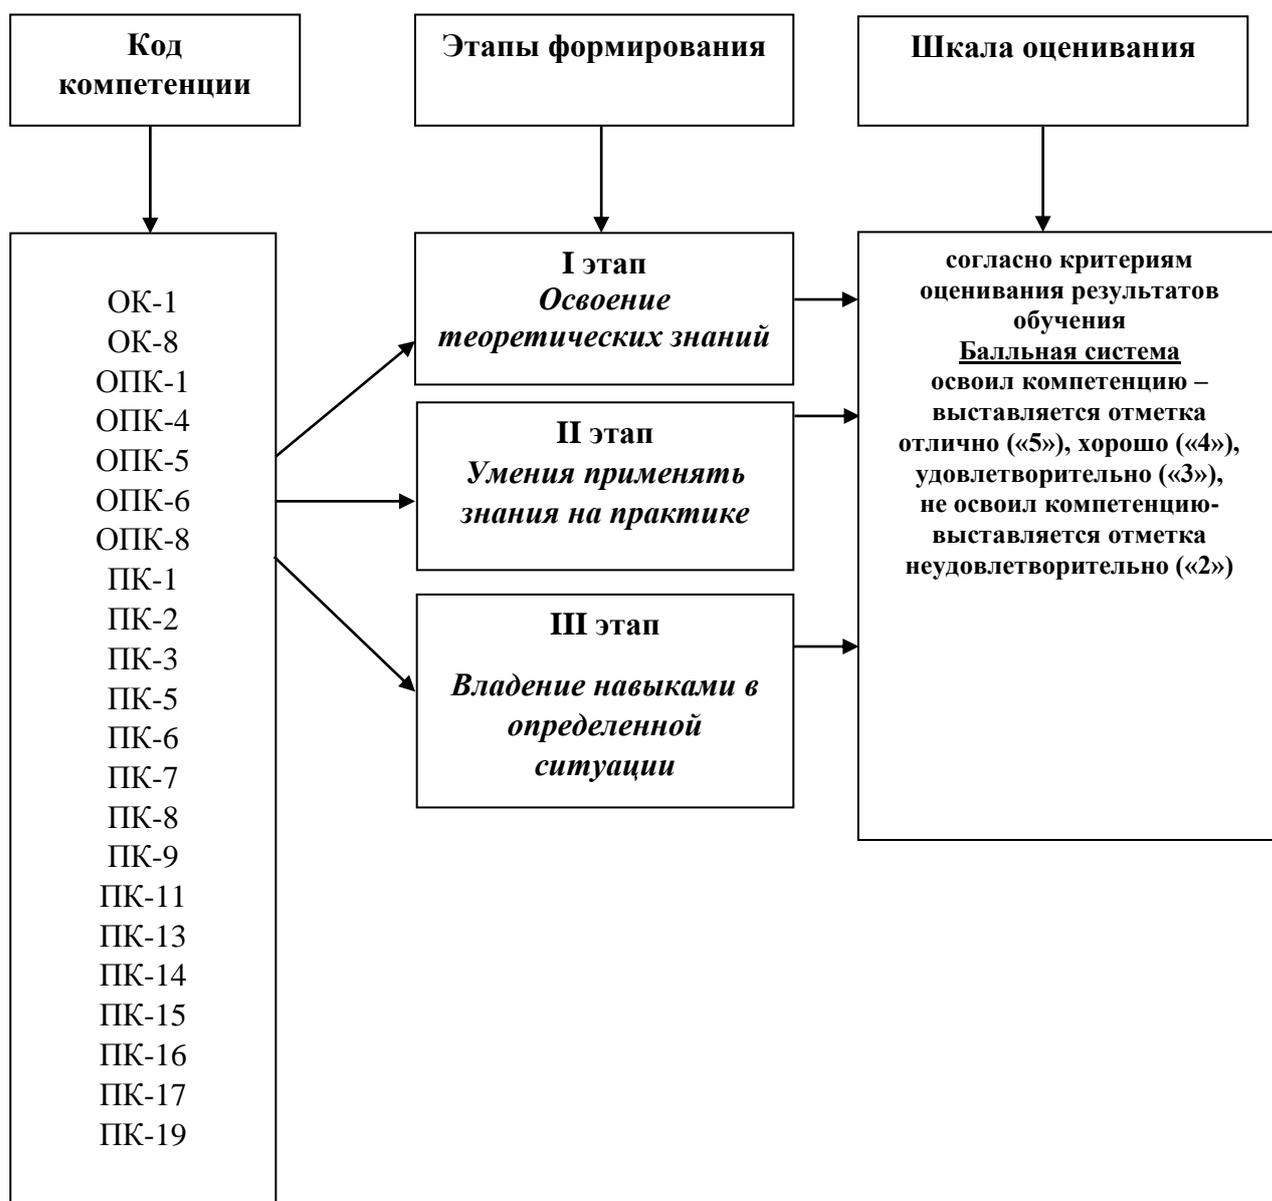 Код
компетенции
Этапы формирования
Шкала оценивания
ОК-1
ОК-8
ОПК-1
ОПК-4
ОПК-5
ОПК-6
ОПК-8
ПК-1
ПК-2
ПК-3
ПК-5
ПК-6
ПК-7
ПК-8
ПК-9
ПК-11
ПК-13
ПК-14
ПК-15
ПК-16
ПК-17
ПК-19
I этап
Освоение
теоретических знаний
II этап
Умения применять
знания на практике
III этап
Владение навыками в
определенной
ситуации
согласно критериям
оценивания результатов
обучения
Балльная система
освоил компетенцию –
выставляется отметка
отлично («5»), хорошо («4»),
удовлетворительно («3»),
не освоил компетенцию-
выставляется отметка
неудовлетворительно («2»)